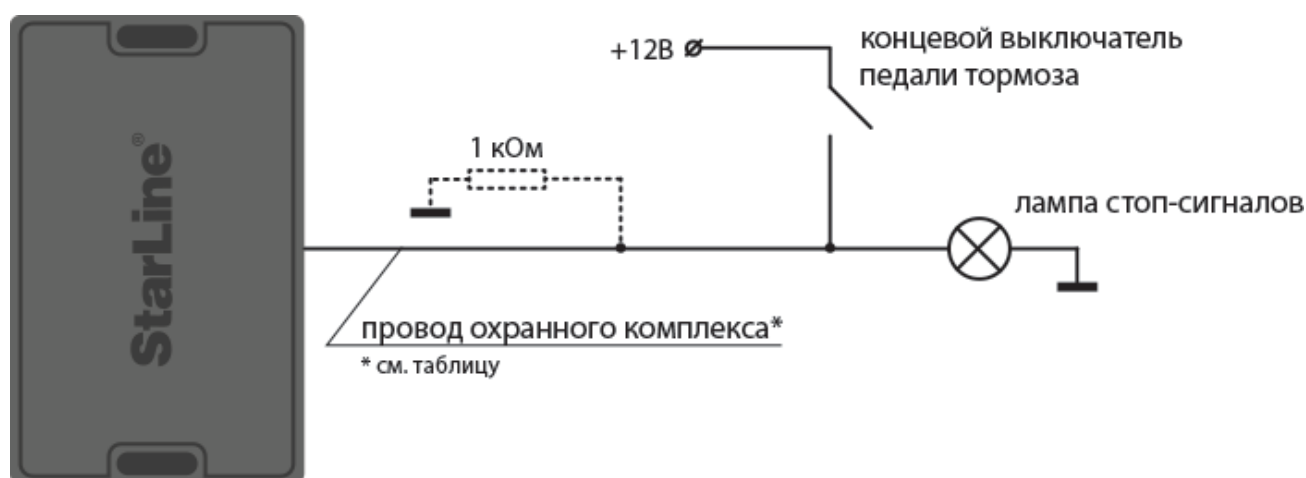 +12В
концевой выключатель
педали тормоза
1 кОм
лампа стоп-сигналов
StarLine®
провод охранного комплекса*
* см. таблицу